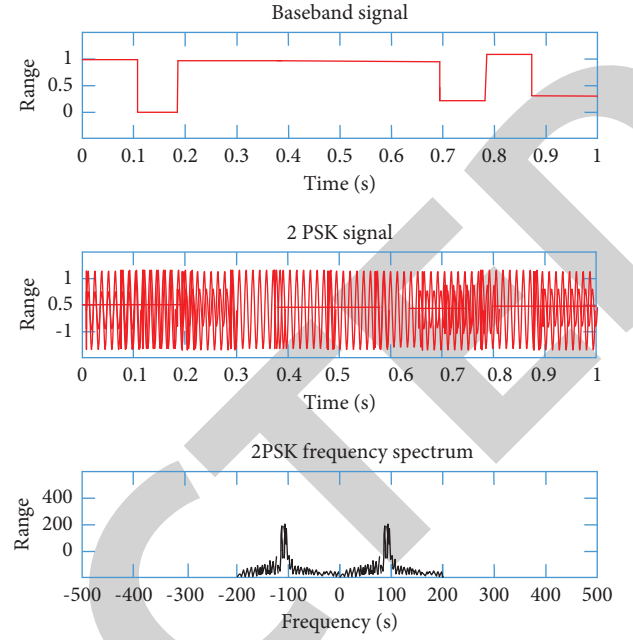 Baseband signal
1
0.5
0
Range
0 0.1 0.2 0.3 0.4 0.5 0.6 0.7 0.8 0.9 1
Time (s)
2 PSK signal
1
0.5
-1
Range
0 0.1 0.2 0.3 0.4 0.5 0.6 0.7 0.8 0.9 1
Time (s)
2PSK frequency spectrum
400
200
0
Range
-500 -400 -300 -200 -100 0 100 200 300 400 500
Frequency (s)
CTED